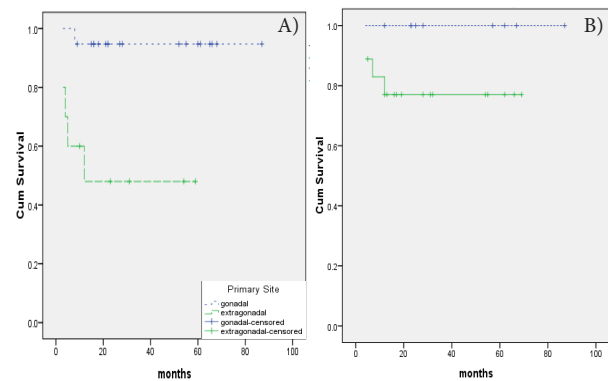 A)
1.0
0.8
0.6
0.4
0.2
0.0
Cum Survival
0 20 40 60 80 100
months
Primary Site
gonadal
extragonadal
gonadal-censored
extragonadal-censored
B)
1.0
0.8
0.6
0.4
0.2
0.0
Cum Survival
0 20 40 60 80 100
months